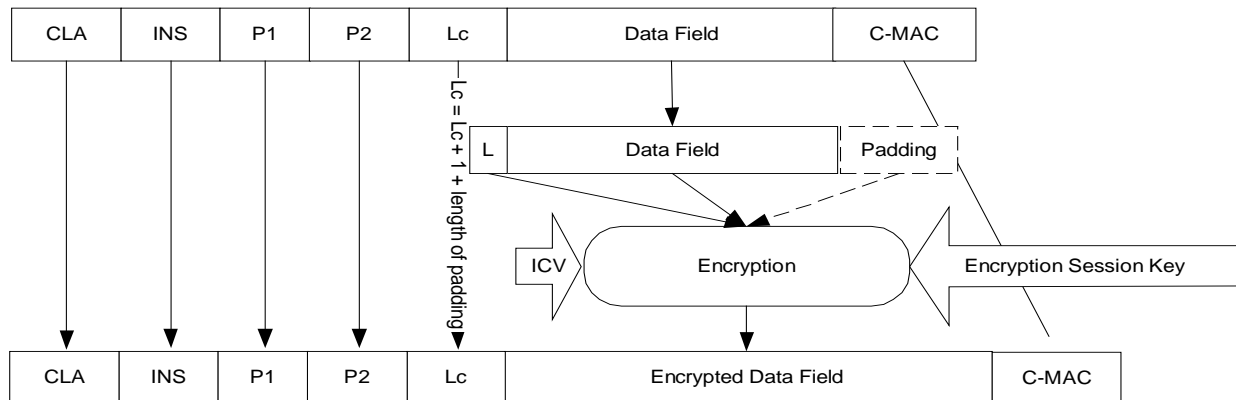 CLA INS P1 P2 Lc Data Field C-MAC
Lc = Lc + 1 + length of padding
L Data Field Padding
ICV Encryption Encryption Session Key
CLA INS P1 P2 Lc Encrypted Data Field C-MAC